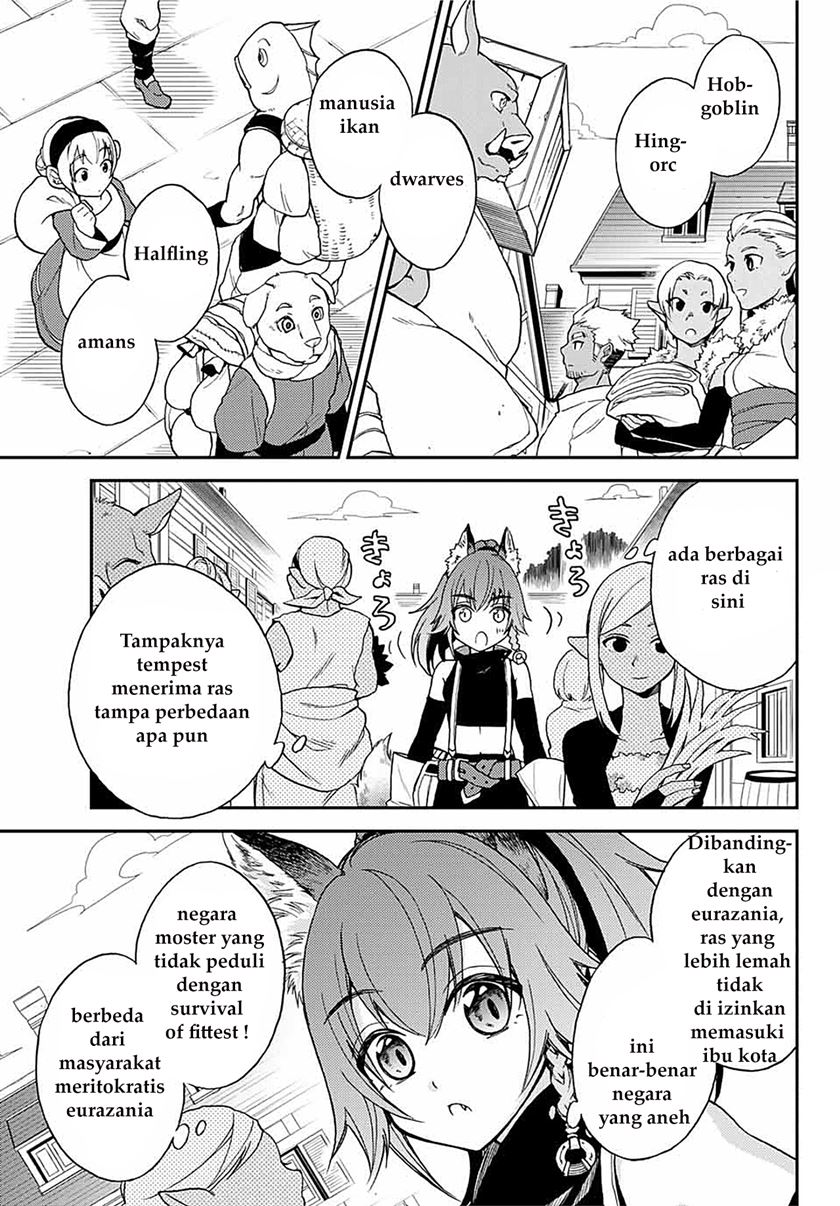 Hob-
goblin
Hing-
orc
manusia
ikan
dwarves
Halfling
amans
ada berbagai
ras di
sini
きょろ
きょろ
Tampaknya
tempest
menerima ras
tampa perbedaan
apa pun
Dibanding-
kan
dengan
eurazania,
ras yang
lebih lemah
tidak
di izinkan
memasuki
ibu kota
ini
benar-benar
negara
yang aneh
negara
moster yang
tidak peduli
dengan
survival
of fittest !
berbeda
dari
masyarakat
meritokratis
eurazania